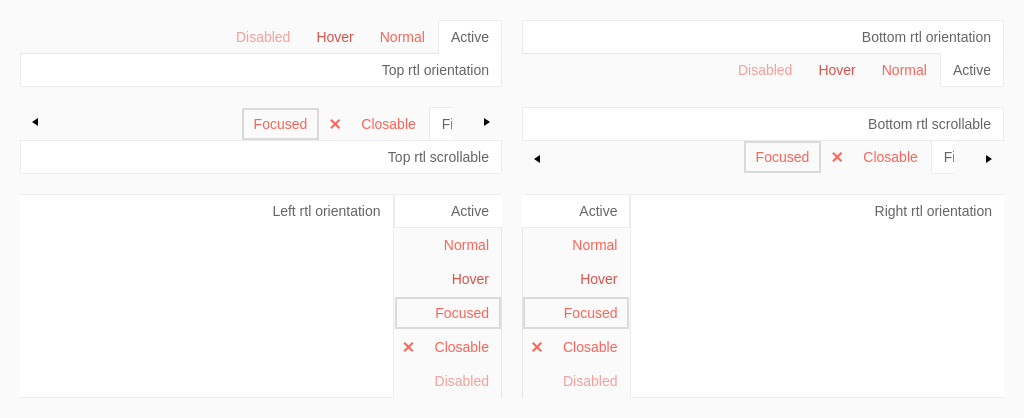 Disabled Hover Normal Active
Top rtl orientation
Bottom rtl orientation
Disabled Hover Normal Active
Focused Closable Fi
Top rtl scrollable
Bottom rtl scrollable
Focused Closable Fi
Left rtl orientation
Active
Normal
Hover
Focused
Closable
Disabled
Active
Normal
Hover
Focused
Closable
Disabled
Right rtl orientation